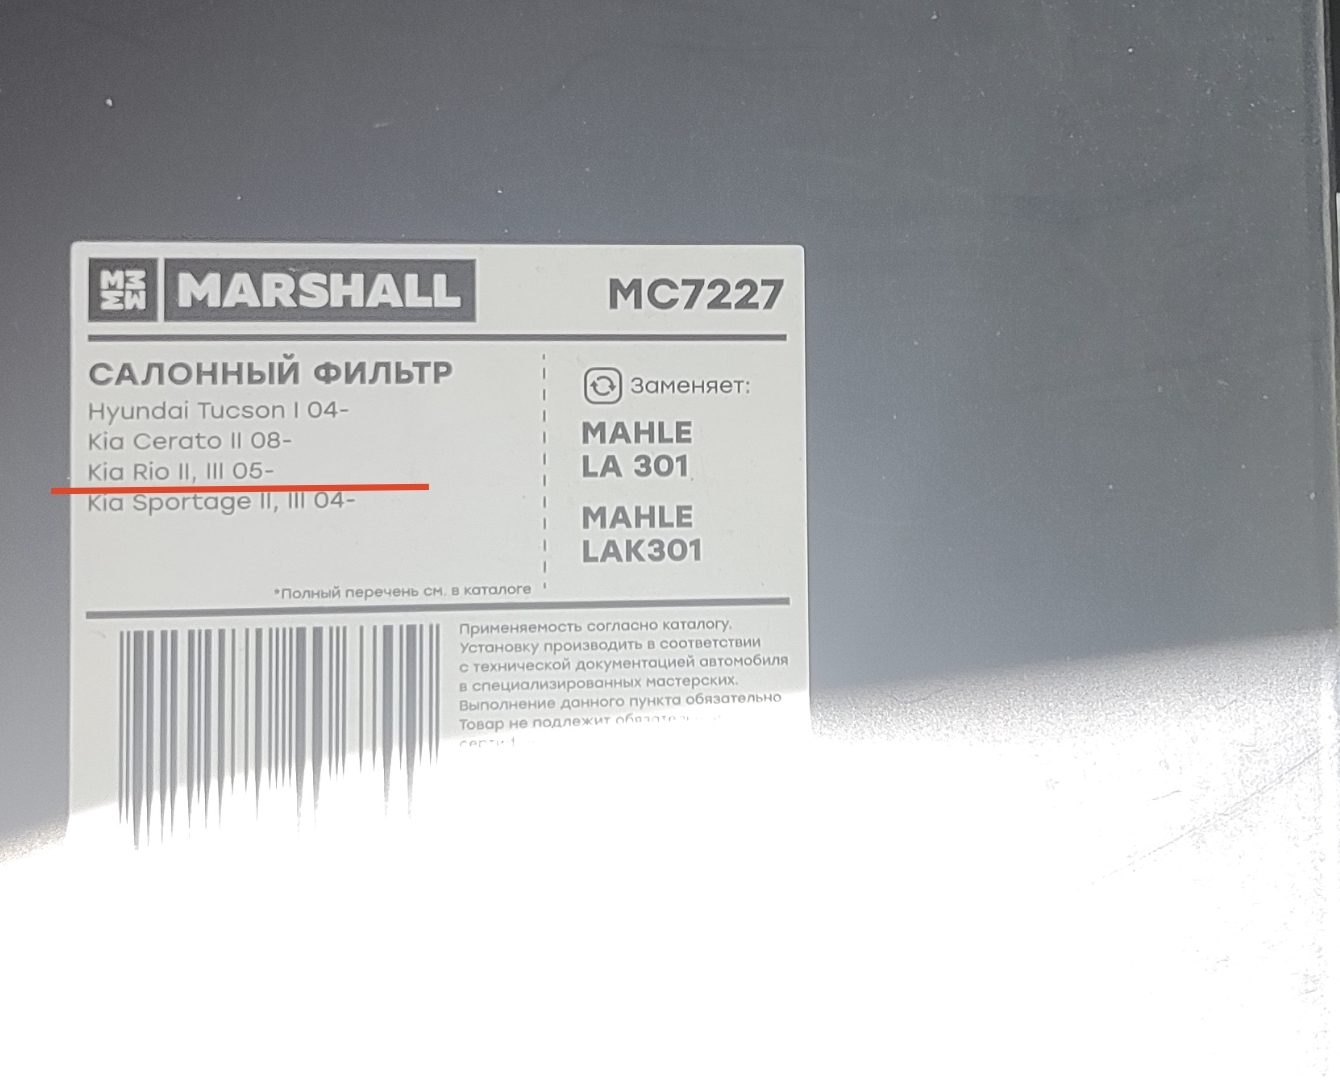 MARSHALL
MC7227
САЛОННЫЙ ФИЛЬТР
Hyundai Tucson I 04-
Kia Cerato II 08-
Kia Rio II, III 05-
Kia Sportage II, III 04-
*Полный перечень см. в каталоге
Заменяет:
MAHLE
LA 301
MAHLE
LAK301
Применяемость согласно каталогу.
Установку производить в соответствии
с технической документацией автомобиля
в специализированных мастерских.
Выполнение данного пункта обязательно
Товар не подлежит